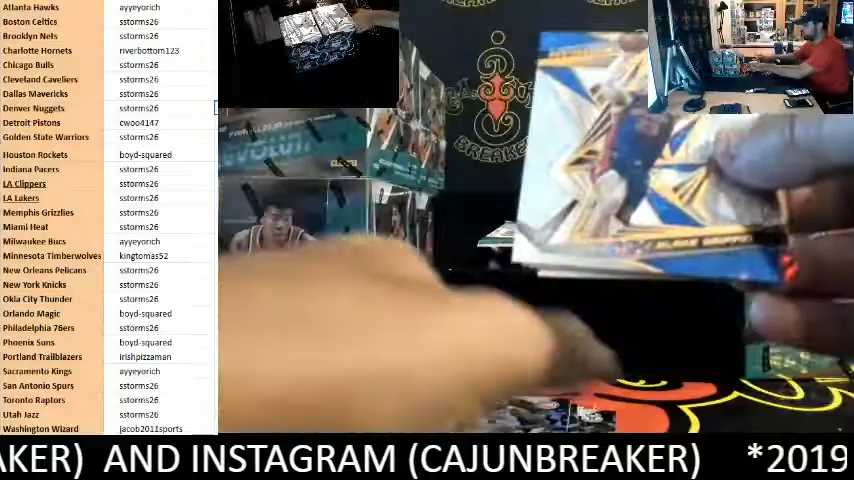 Atlanta Hawks ayyeyorich
Boston Celtics sstorms26
Brooklyn Nets sstorms26
Charlotte Hornets riverbottom123
Chicago Bulls sstorms26
Cleveland Cavaliers sstorms26
Dallas Mavericks sstorms26
Denver Nuggets sstorms26
Detroit Pistons cwoo4147
Golden State Warriors sstorms26
Houston Rockets boyd-squared
Indiana Pacers sstorms26
LA Clippers sstorms26
LA Lakers sstorms26
Memphis Grizzlies sstorms26
Miami Heat sstorms26
Milwaukee Bucs ayyeyorich
Minnesota Timberwolves kingtomas52
New Orleans Pelicans sstorms26
New York Knicks sstorms26
Okla City Thunder sstorms26
Orlando Magic boyd-squared
Philadelphia 76ers sstorms26
Phoenix Suns boyd-squared
Portland Trailblazers irishpizzaman
Sacramento Kings ayyeyorich
San Antonio Spurs sstorms26
Toronto Raptors sstorms26
Utah Jazz sstorms26
Washington Wizard jacob2011sports
BREAKER
AKER) AND INSTAGRAM (CAJUNBREAKER) *2019